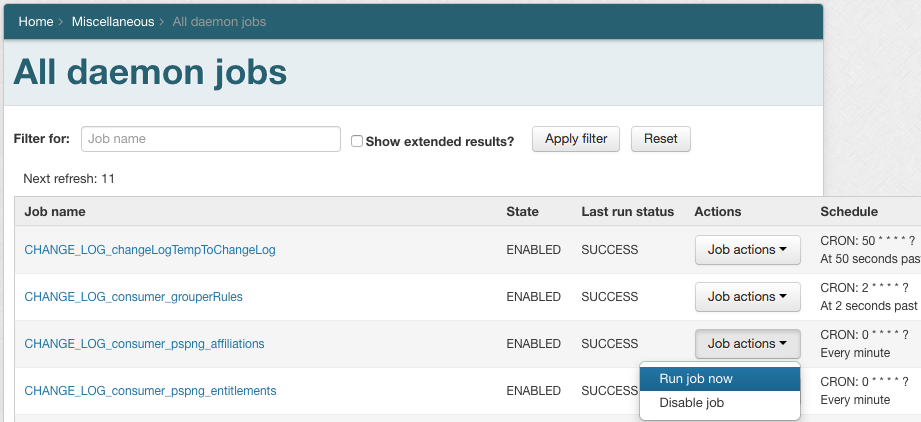 Home > Miscellaneous > All daemon jobs
All daemon jobs
Filter for: Job name Show extended results? Apply filter Reset
Next refresh: 11
Job name State Last run status Actions Schedule
CHANGE_LOG_changeLogTempToChangeLog ENABLED SUCCESS Job actions CRON: 50 * * * * ?
At 50 seconds pas
CHANGE_LOG_consumer_grouperRules ENABLED SUCCESS Job actions CRON: 2 * * * * ?
At 2 seconds past
CHANGE_LOG_consumer_pspng_affiliations ENABLED SUCCESS Job actions CRON: 0 * * * * ?
Every minute
CHANGE_LOG_consumer_pspng_entitlements ENABLED SUCCESS CRON: 0 * * * * ?
Every minute
Run job now
Disable job